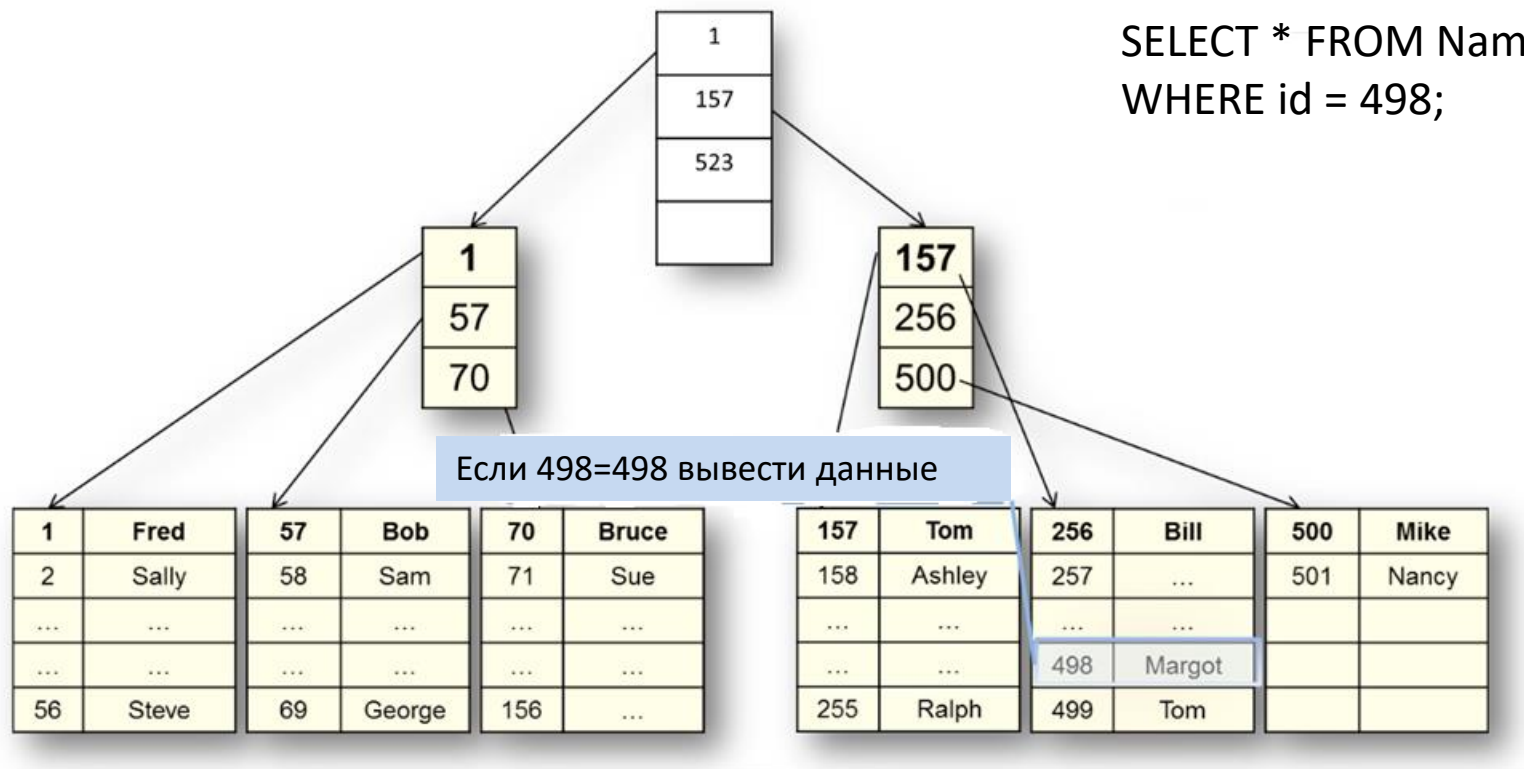 SELECT * FROM Nam
WHERE id = 498;
1
157
523
1
57
70
157
256
500
Если 498=498 вывести данные
1 Fred
2 Sally
... ...
... ...
56 Steve
57 Bob
58 Sam
... ...
... ...
69 George
70 Bruce
71 Sue
... ...
... ...
156 ...
157 Tom
158 Ashley
... ...
... ...
255 Ralph
256 Bill
257 ...
... ...
498 Margot
499 Tom
500 Mike
501 Nancy